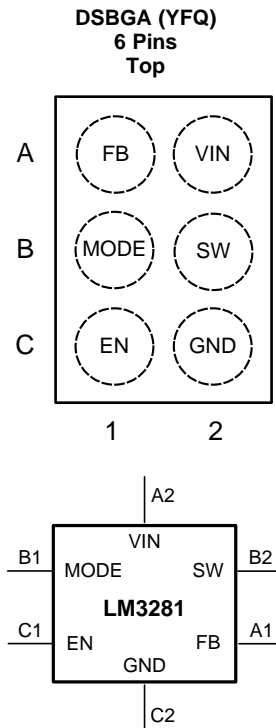 DSBGA (YFQ)
6 Pins
Top
A FB VIN
B MODE SW
C EN GND
1 2
A2
VIN
B1 MODE SW B2
LM3281
C1 EN FB A1
GND
C2